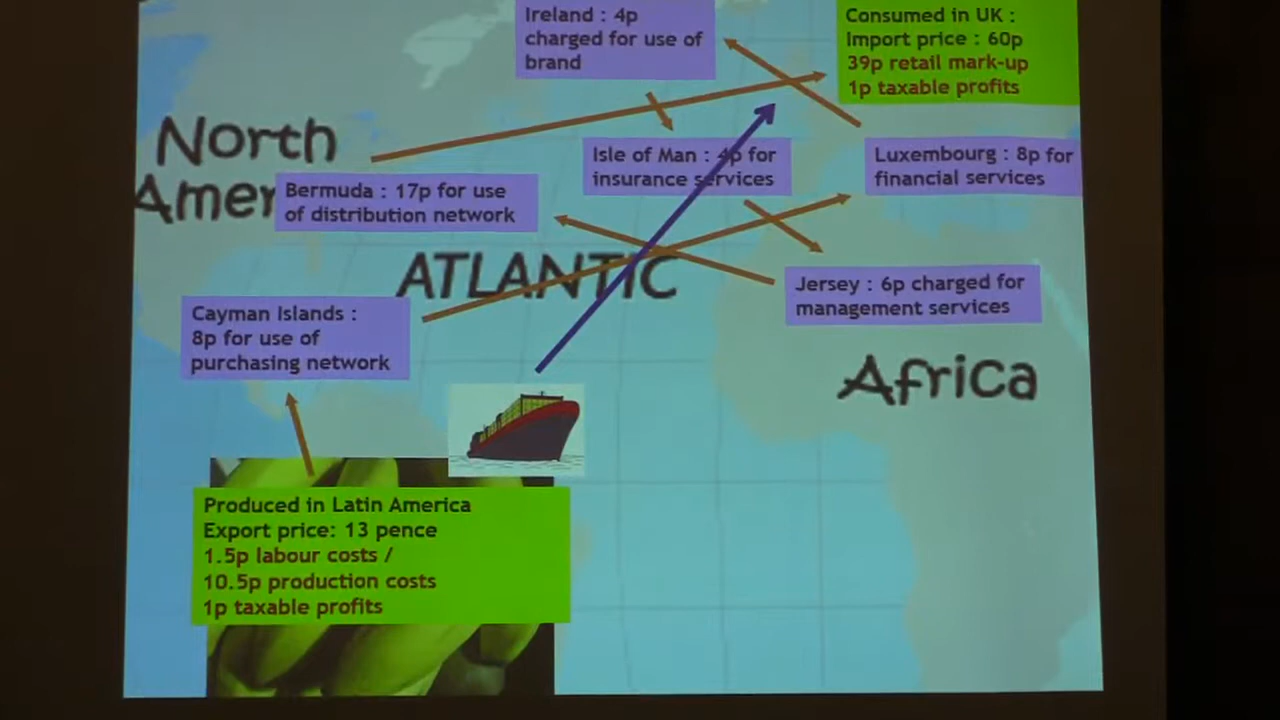 Ireland : 4p
charged for use of
brand
Consumed in UK :
Import price : 60p
39p retail mark-up
1p taxable profits
North
Amer
Isle of Man : 4p for
insurance services
Luxembourg : 8p for
financial services
Bermuda : 17p for use
of distribution network
ATLANTIC
Jersey : 6p charged for
management services
Cayman Islands :
8p for use of
purchasing network
Africa
Produced in Latin America
Export price: 13 pence
1.5p labour costs /
10.5p production costs
1p taxable profits